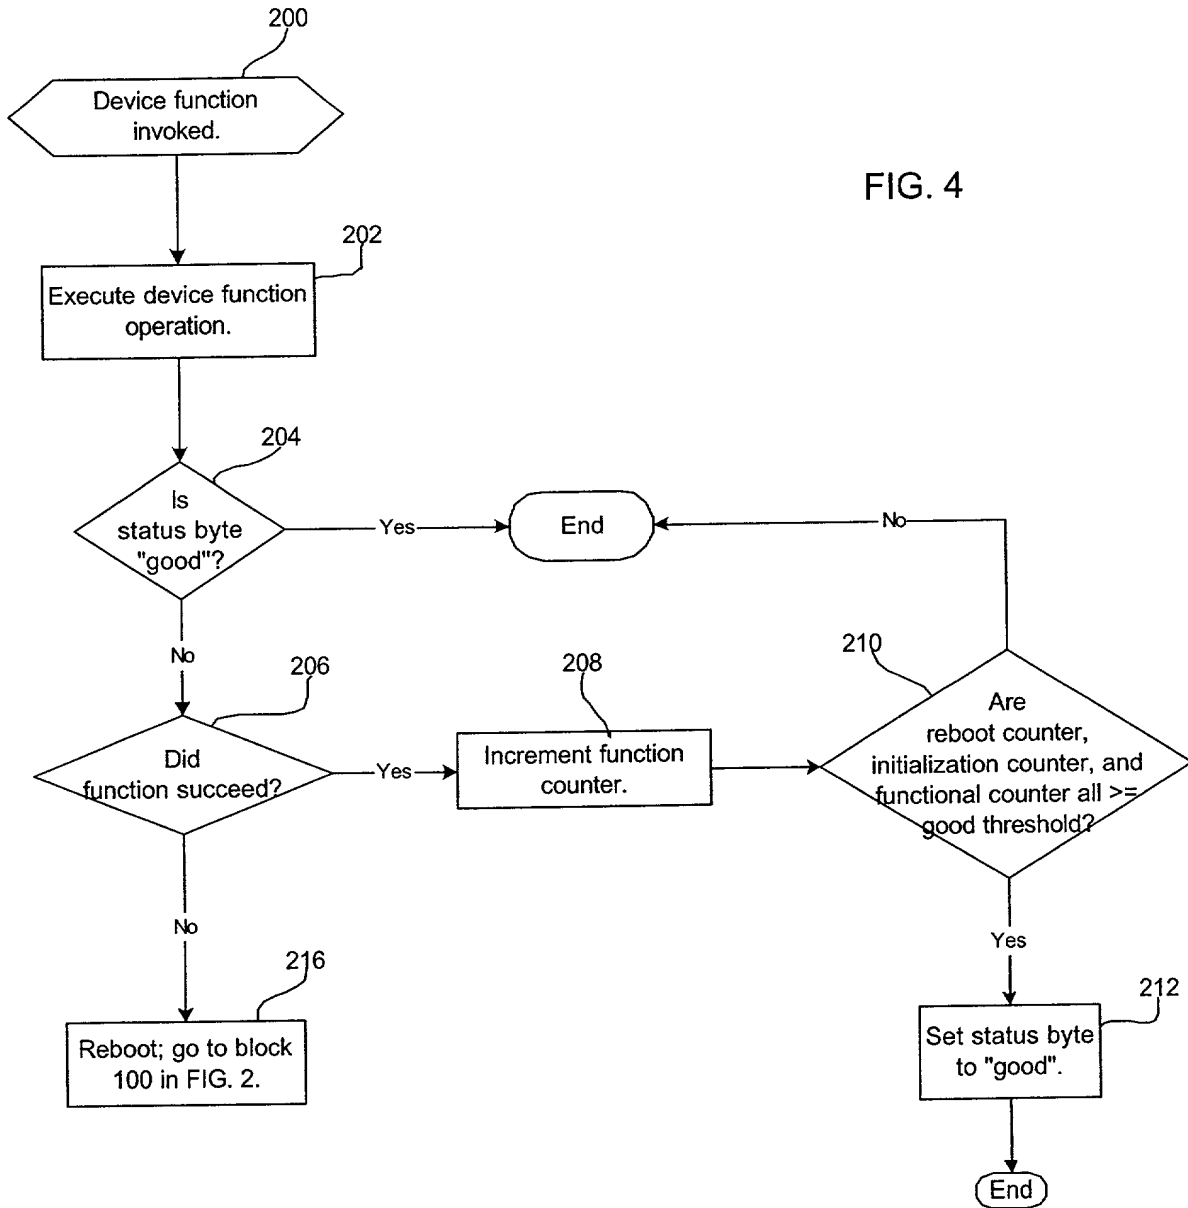 200
Device function
invoked.
FIG. 4
202
Execute device function
operation.
204
Is
status byte
"good"?
Yes
End
No
No
206
Did
function succeed?
Yes
208
Increment function
counter.
210
Are
reboot counter,
initialization counter, and
functional counter all >=
good threshold?
No
216
Reboot; go to block
100 in FIG. 2.
Yes
212
Set status byte
to "good".
End